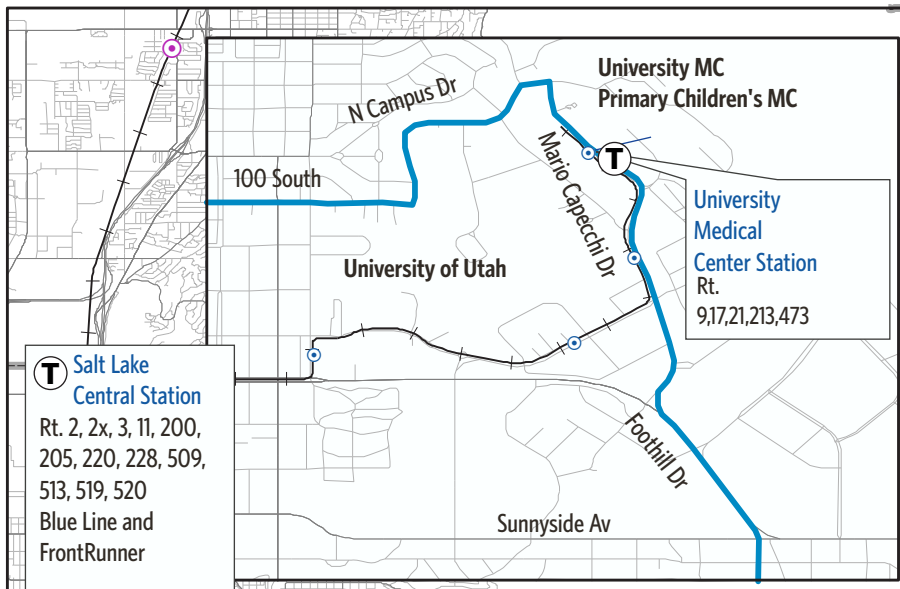 University MC
Primary Children's MC
N Campus Dr
Mario Capecchi Dr
T
100 South
University
Medical
Center Station
Rt.
9,17,21,213,473
University of Utah
T
Salt Lake
Central Station
Rt. 2, 2x, 3, 11, 200,
205, 220, 228, 509,
513, 519, 520
Blue Line and
FrontRunner
Foothill Dr
Sunnyside Av